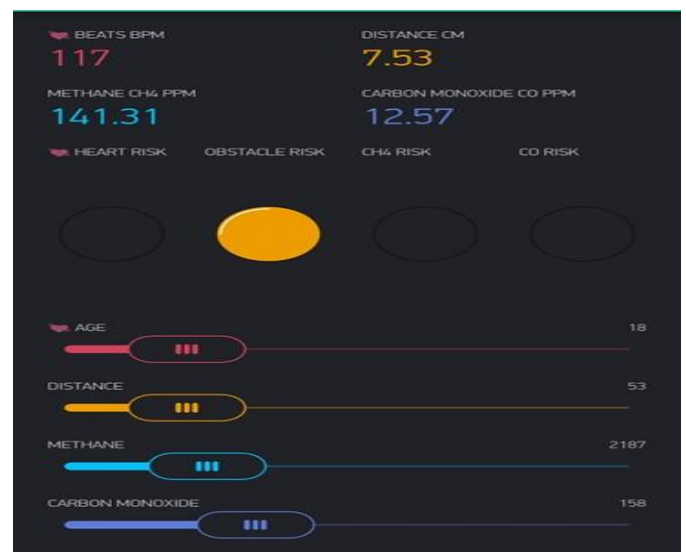 BEATS BPM
DISTANCE CM
117
7.53
METHANE CH4 PPM
CARBON MONOXIDE CO PPM
141.31
12.57
HEART RISK
OBSTACLE RISK
CH4 RISK
CO RISK
AGE
18
DISTANCE
53
METHANE
2187
CARBON MONOXIDE
158